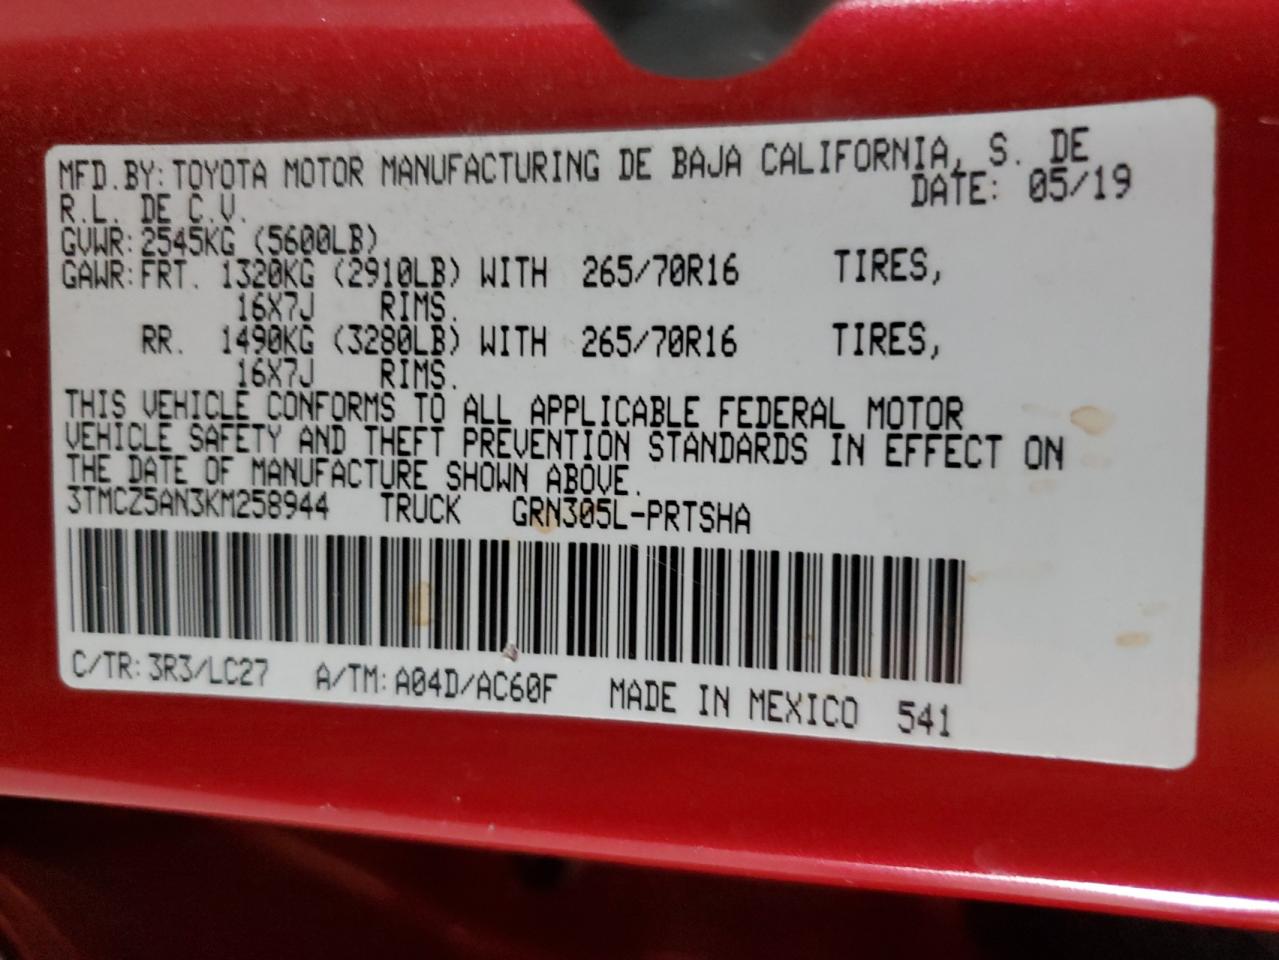 MFD.BY: TOYOTA MOTOR MANUFACTURING DE BAJA CALIFORNIA, S. DE
R.L. DE C.V. DATE: 05/19
GVWR: 2545KG (5600LB)
GAWR: FRT. 1320KG (2910LB) WITH 265/70R16 TIRES,
16X7J RIMS.
RR. 1490KG (3280LB) WITH 265/70R16 TIRES,
16X7J RIMS.
THIS VEHICLE CONFORMS TO ALL APPLICABLE FEDERAL MOTOR
VEHICLE SAFETY AND THEFT PREVENTION STANDARDS IN EFFECT ON
THE DATE OF MANUFACTURE SHOWN ABOVE.
3TMCZ5AN3KM258944 TRUCK GRN305L-PRTSHA
C/TR: 3R3/LC27 A/TM: A04D/AC60F MADE IN MEXICO 541